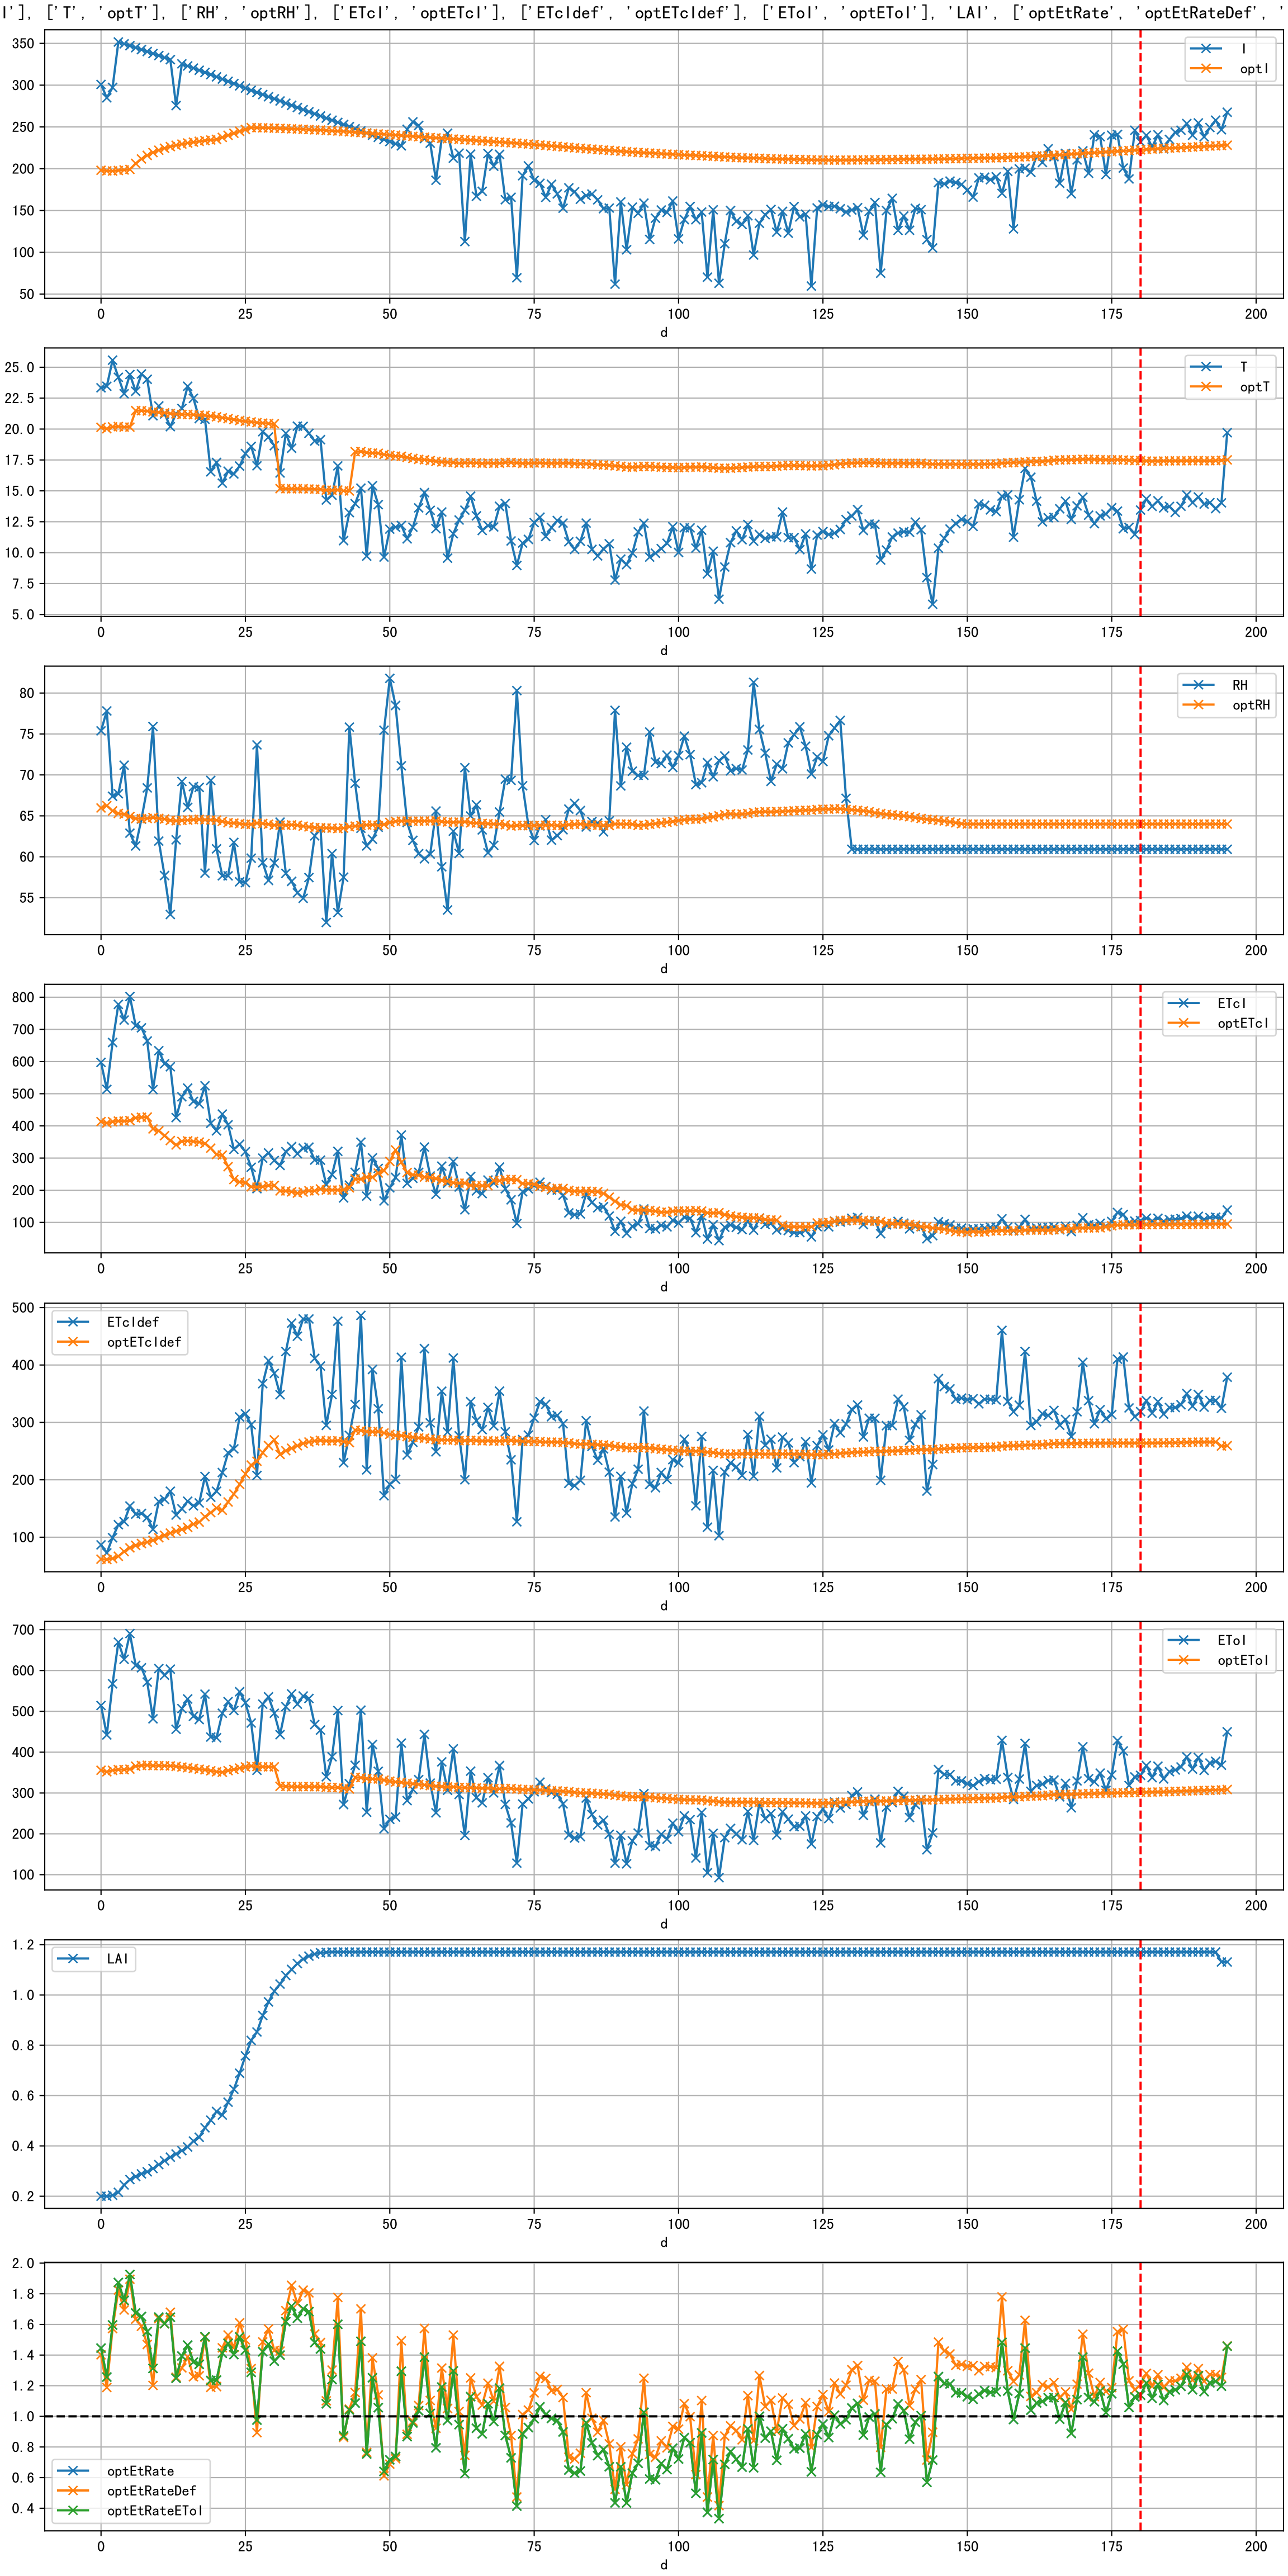 I'], ['T', 'optT'], ['RH', 'optRH'], ['ETcI', 'optETcI'], ['ETcIdef', 'optETcIdef'], ['EToI', 'optEToI'], 'LAI', ['optEtRate', 'optEtRateDef', '
350
300
250
200
150
100
50
I
optI
0 25 50 75 100 125 150 175 200
d
25.0
22.5
20.0
17.5
15.0
12.5
10.0
7.5
5.0
T
optT
0 25 50 75 100 125 150 175 200
d
80
75
70
65
60
55
RH
optRH
0 25 50 75 100 125 150 175 200
d
800
700
600
500
400
300
200
100
ETcI
optETcI
0 25 50 75 100 125 150 175 200
d
500
400
300
200
100
ETcIdef
optETcIdef
0 25 50 75 100 125 150 175 200
d
700
600
500
400
300
200
100
EToI
optEToI
0 25 50 75 100 125 150 175 200
d
1.2
1.0
0.8
0.6
0.4
0.2
LAI
0 25 50 75 100 125 150 175 200
d
2.0
1.8
1.6
1.4
1.2
1.0
0.8
0.6
0.4
optEtRate
optEtRateDef
optEtRateEToI
0 25 50 75 100 125 150 175 200
d